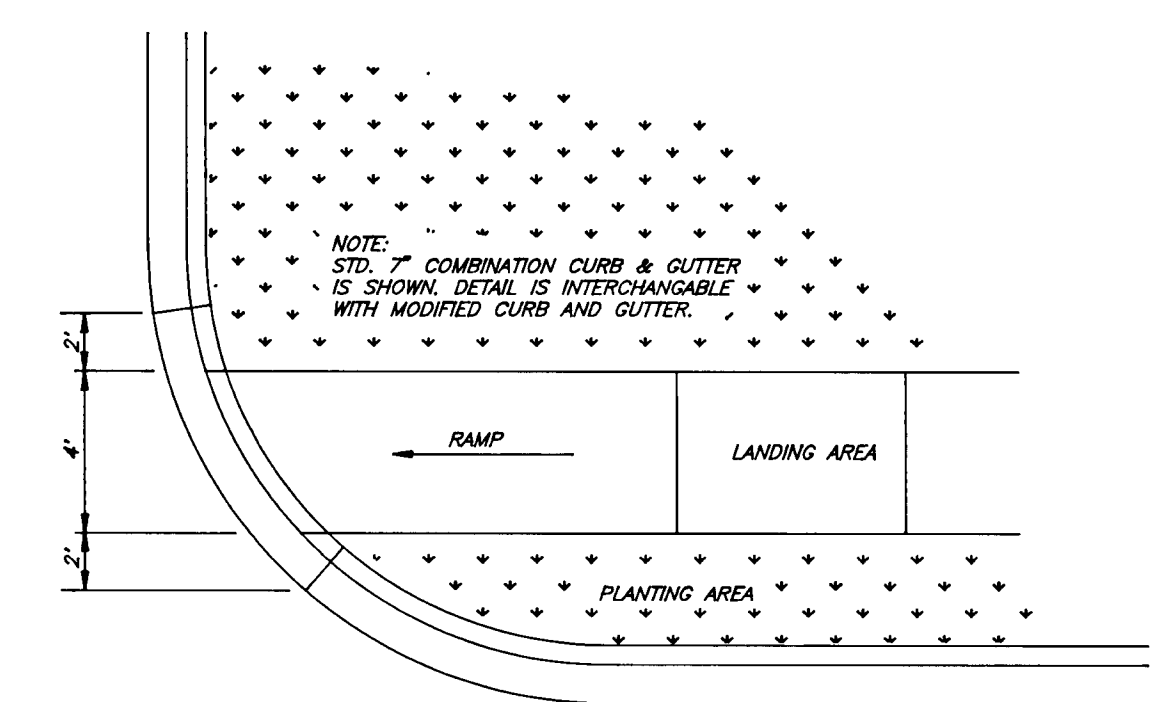 NOTE:
STD. 7" COMBINATION CURB & GUTTER
IS SHOWN. DETAIL IS INTERCHANGABLE
WITH MODIFIED CURB AND GUTTER.
2'
4'
2'
RAMP
LANDING AREA
PLANTING AREA